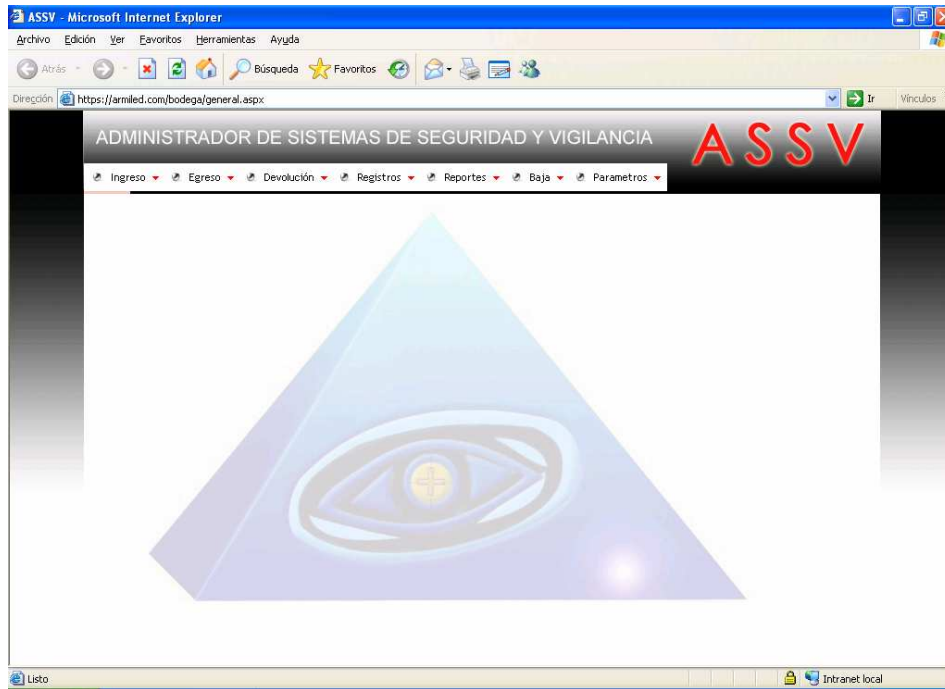 ASSV - Microsoft Internet Explorer
Archivo Edición Ver Favoritos Herramientas Ayuda
Atrás Búsqueda Favoritos
Dirección https://armiled.com/bodega/general.aspx Ir Vínculos
ADMINISTRADOR DE SISTEMAS DE SEGURIDAD Y VIGILANCIA ASSV
Ingreso Egreso Devolución Registros Reportes Baja Parametros
Listo Intranet local